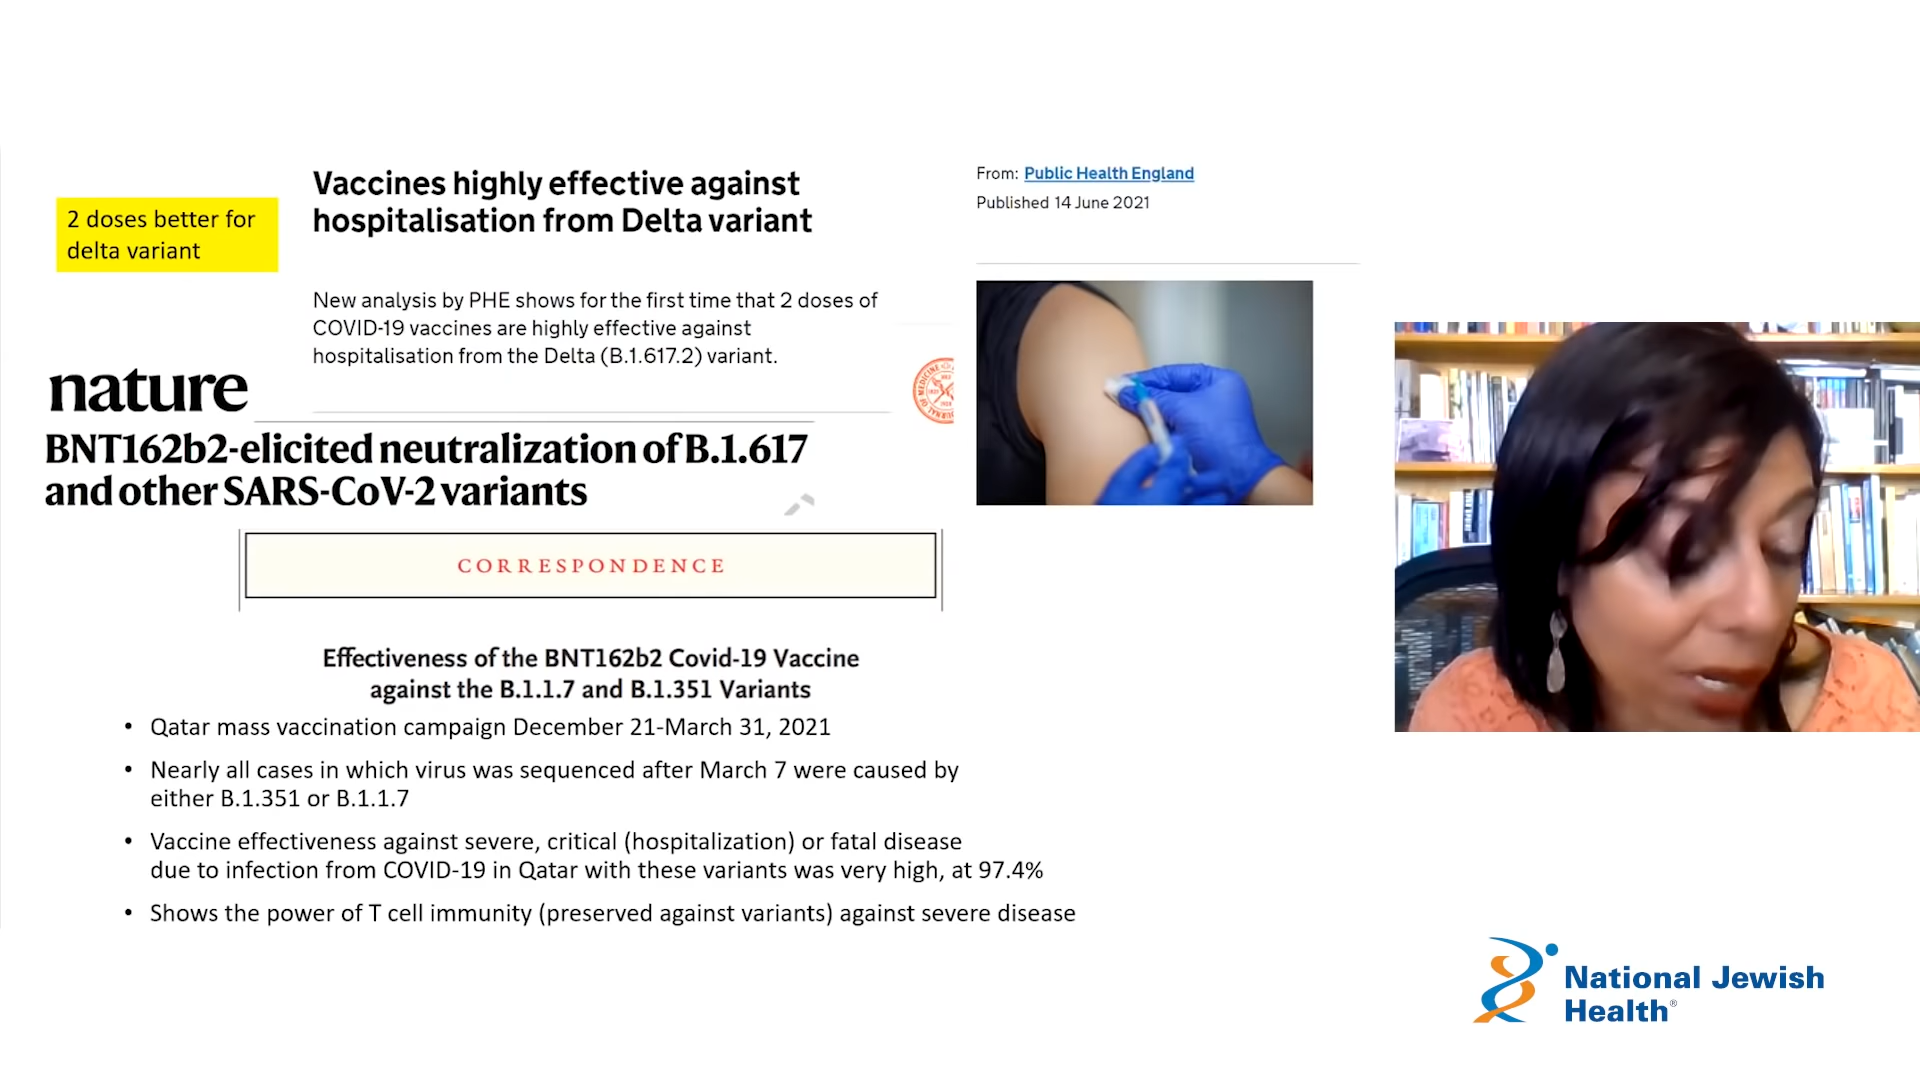 2 doses better for
delta variant
Vaccines highly effective against
hospitalisation from Delta variant
From: Public Health England
Published 14 June 2021
New analysis by PHE shows for the first time that 2 doses of
COVID-19 vaccines are highly effective against
hospitalisation from the Delta (B.1.617.2) variant.
nature
BNT162b2-elicited neutralization of B.1.617
and other SARS-CoV-2 variants
CORRESPONDENCE
Effectiveness of the BNT162b2 Covid-19 Vaccine
against the B.1.1.7 and B.1.351 Variants
• Qatar mass vaccination campaign December 21-March 31, 2021
• Nearly all cases in which virus was sequenced after March 7 were caused by
either B.1.351 or B.1.1.7
• Vaccine effectiveness against severe, critical (hospitalization) or fatal disease
due to infection from COVID-19 in Qatar with these variants was very high, at 97.4%
• Shows the power of T cell immunity (preserved against variants) against severe disease
National Jewish
Health®